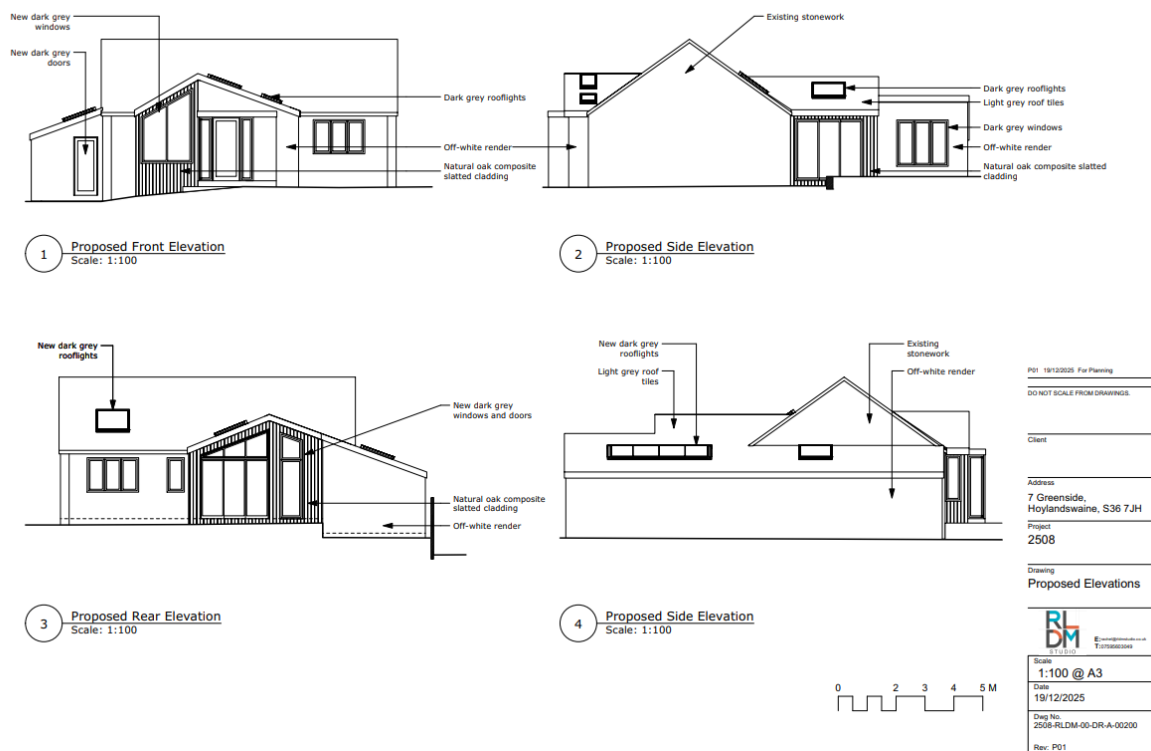 New dark grey
windows
New dark grey
doors
Dark grey rooflights
Off-white render
Natural oak composite
slatted cladding
1
Proposed Front Elevation
Scale: 1:100
Existing stonework
Dark grey rooflights
Light grey roof tiles
Dark grey windows
Off-white render
Natural oak composite slatted
cladding
2
Proposed Side Elevation
Scale: 1:100
New dark grey
rooflights
New dark grey
windows and doors
Natural oak composite
slatted cladding
Off-white render
3
Proposed Rear Elevation
Scale: 1:100
New dark grey
rooflights
Light grey roof
tiles
Existing
stonework
Off-white render
4
Proposed Side Elevation
Scale: 1:100
0 2 3 4 5 M
P01 19/12/2025 For Planning
DO NOT SCALE FROM DRAWINGS.
Client
Address
7 Greenside,
Hoylandswaine, S36 7JH
Project
2508
Drawing
Proposed Elevations
RL
DM
STUDIO
Scale
1:100 @ A3
Date
19/12/2025
Dwg No.
2508-RLDM-00-DR-A-00200
Rev: P01